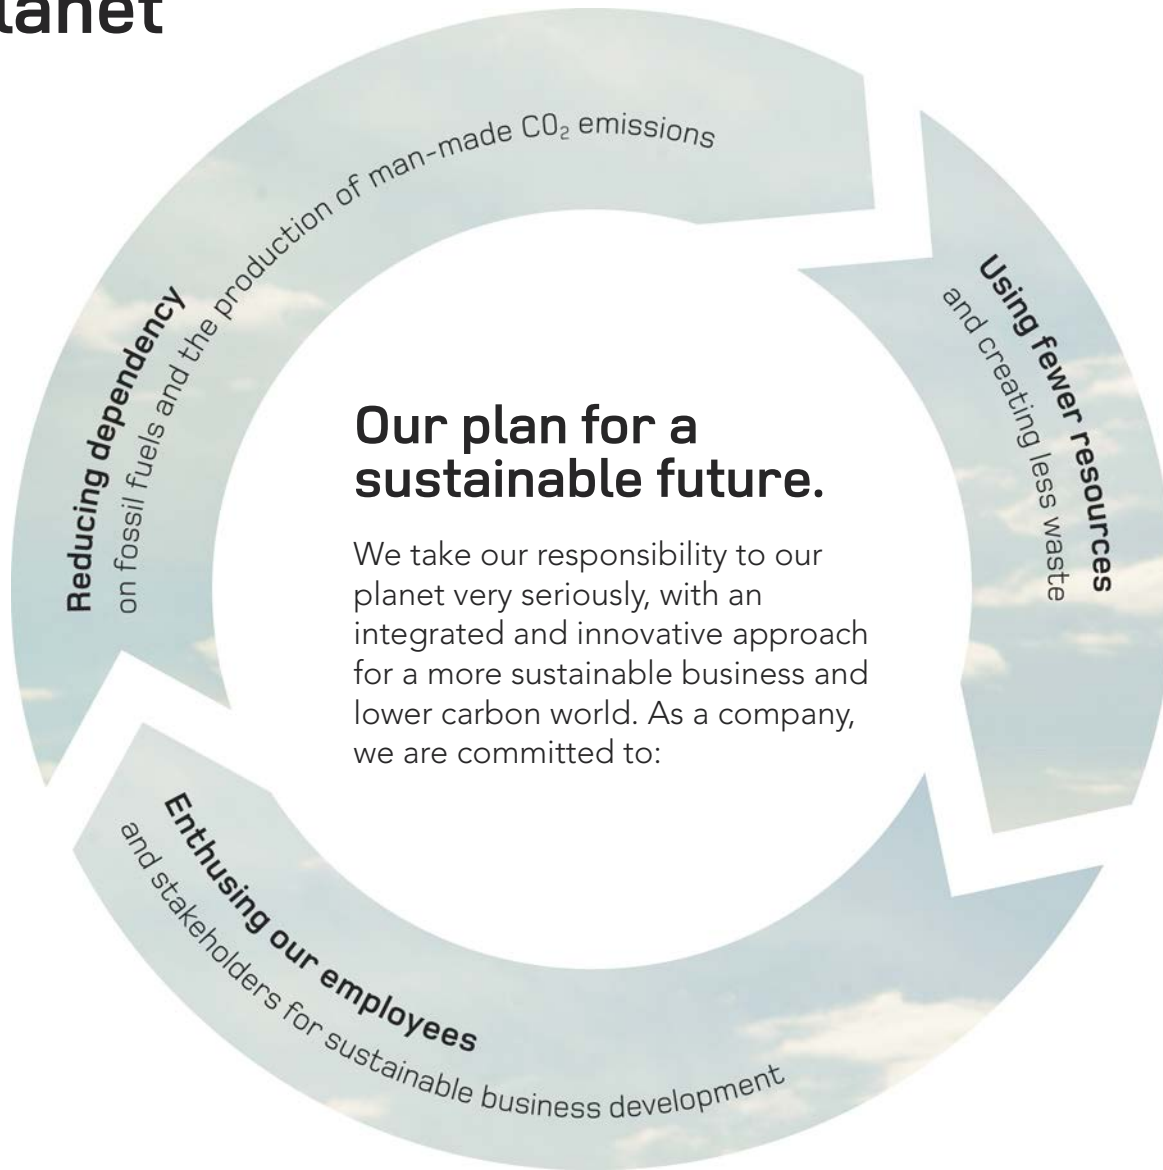 lanet
Our plan for a
sustainable future.
We take our responsibility to our
planet very seriously, with an
integrated and innovative approach
for a more sustainable business and
lower carbon world. As a company,
we are committed to:
Reducing dependency
on fossil fuels and the production of man-made CO₂ emissions
Using fewer resources
and creating less waste
Enthusing our employees
and stakeholders for sustainable business development